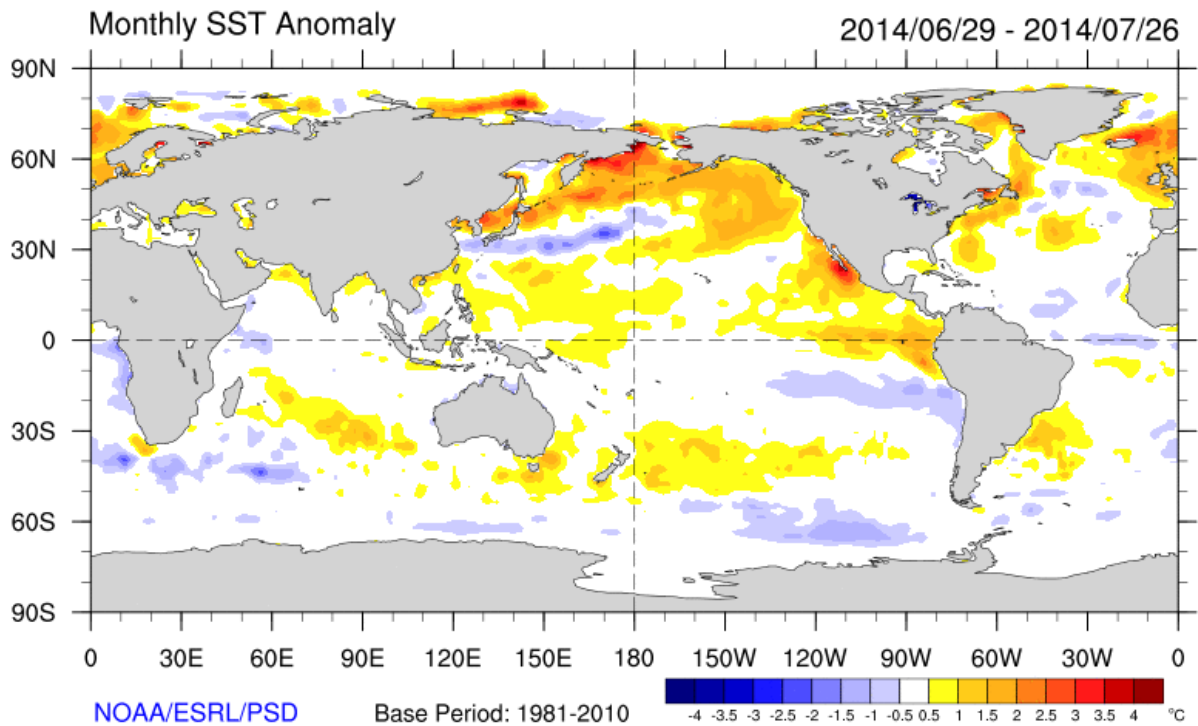 Monthly SST Anomaly 2014/06/29 - 2014/07/26
90N
60N
30N
0
30S
60S
90S
0 30E 60E 90E 120E 150E 180 150W 120W 90W 60W 30W 0
NOAA/ESRL/PSD Base Period: 1981-2010
-4 -3.5 -3 -2.5 -2 -1.5 -1 -0.5 0.5 1 1.5 2 2.5 3 3.5 4 °C